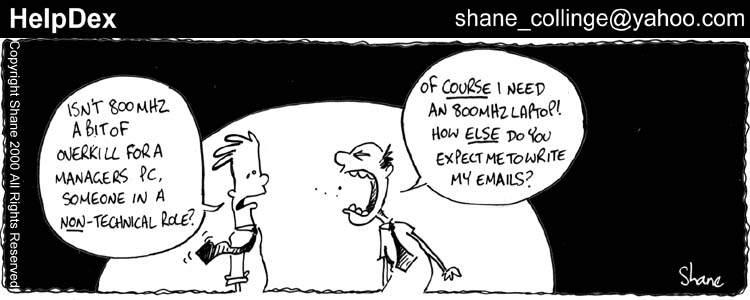 HelpDex
shane_collinge@yahoo.com
Copyright Shane 2000 All Rights Reserved
ISN'T 800MHZ
A BIT OF
OVERKILL FOR A
MANAGERS PC,
SOMEONE IN A
NON-TECHNICAL ROLE?
OF COURSE I NEED
AN 800MHZ LAPTOP!
HOW ELSE DO YOU
EXPECT ME TO WRITE
MY EMAILS?
Shane